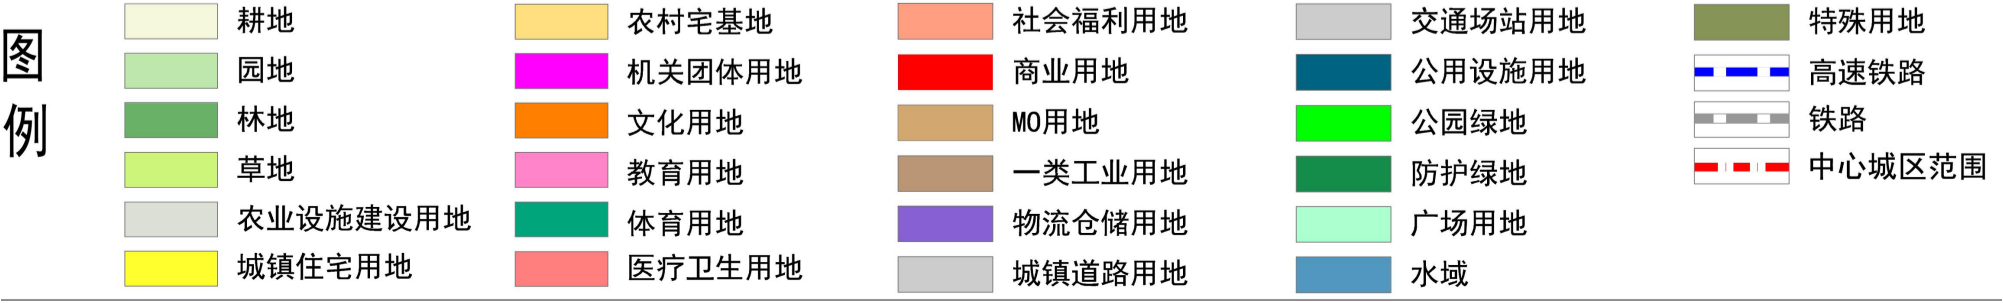 图例
耕地
园地
林地
草地
农业设施建设用地
城镇住宅用地
农村宅基地
机关团体用地
文化用地
教育用地
体育用地
医疗卫生用地
社会福利用地
商业用地
M0用地
一类工业用地
物流仓储用地
城镇道路用地
交通场站用地
公用设施用地
公园绿地
防护绿地
广场用地
水域
特殊用地
高速铁路
铁路
中心城区范围